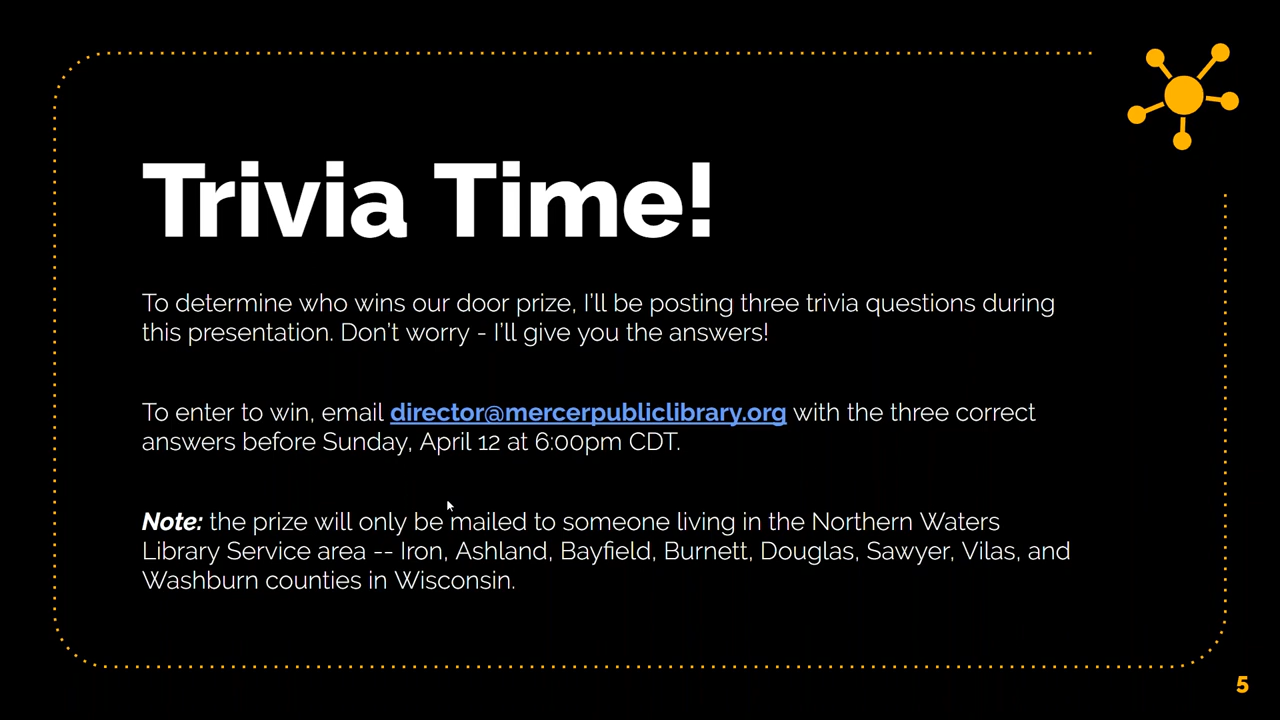 Trivia Time!
To determine who wins our door prize, I'll be posting three trivia questions during
this presentation. Don't worry - I'll give you the answers!
To enter to win, email director@mercerpubliclibrary.org with the three correct
answers before Sunday, April 12 at 6:00pm CDT.
Note: the prize will only be mailed to someone living in the Northern Waters
Library Service area -- Iron, Ashland, Bayfield, Burnett, Douglas, Sawyer, Vilas, and
Washburn counties in Wisconsin.
5